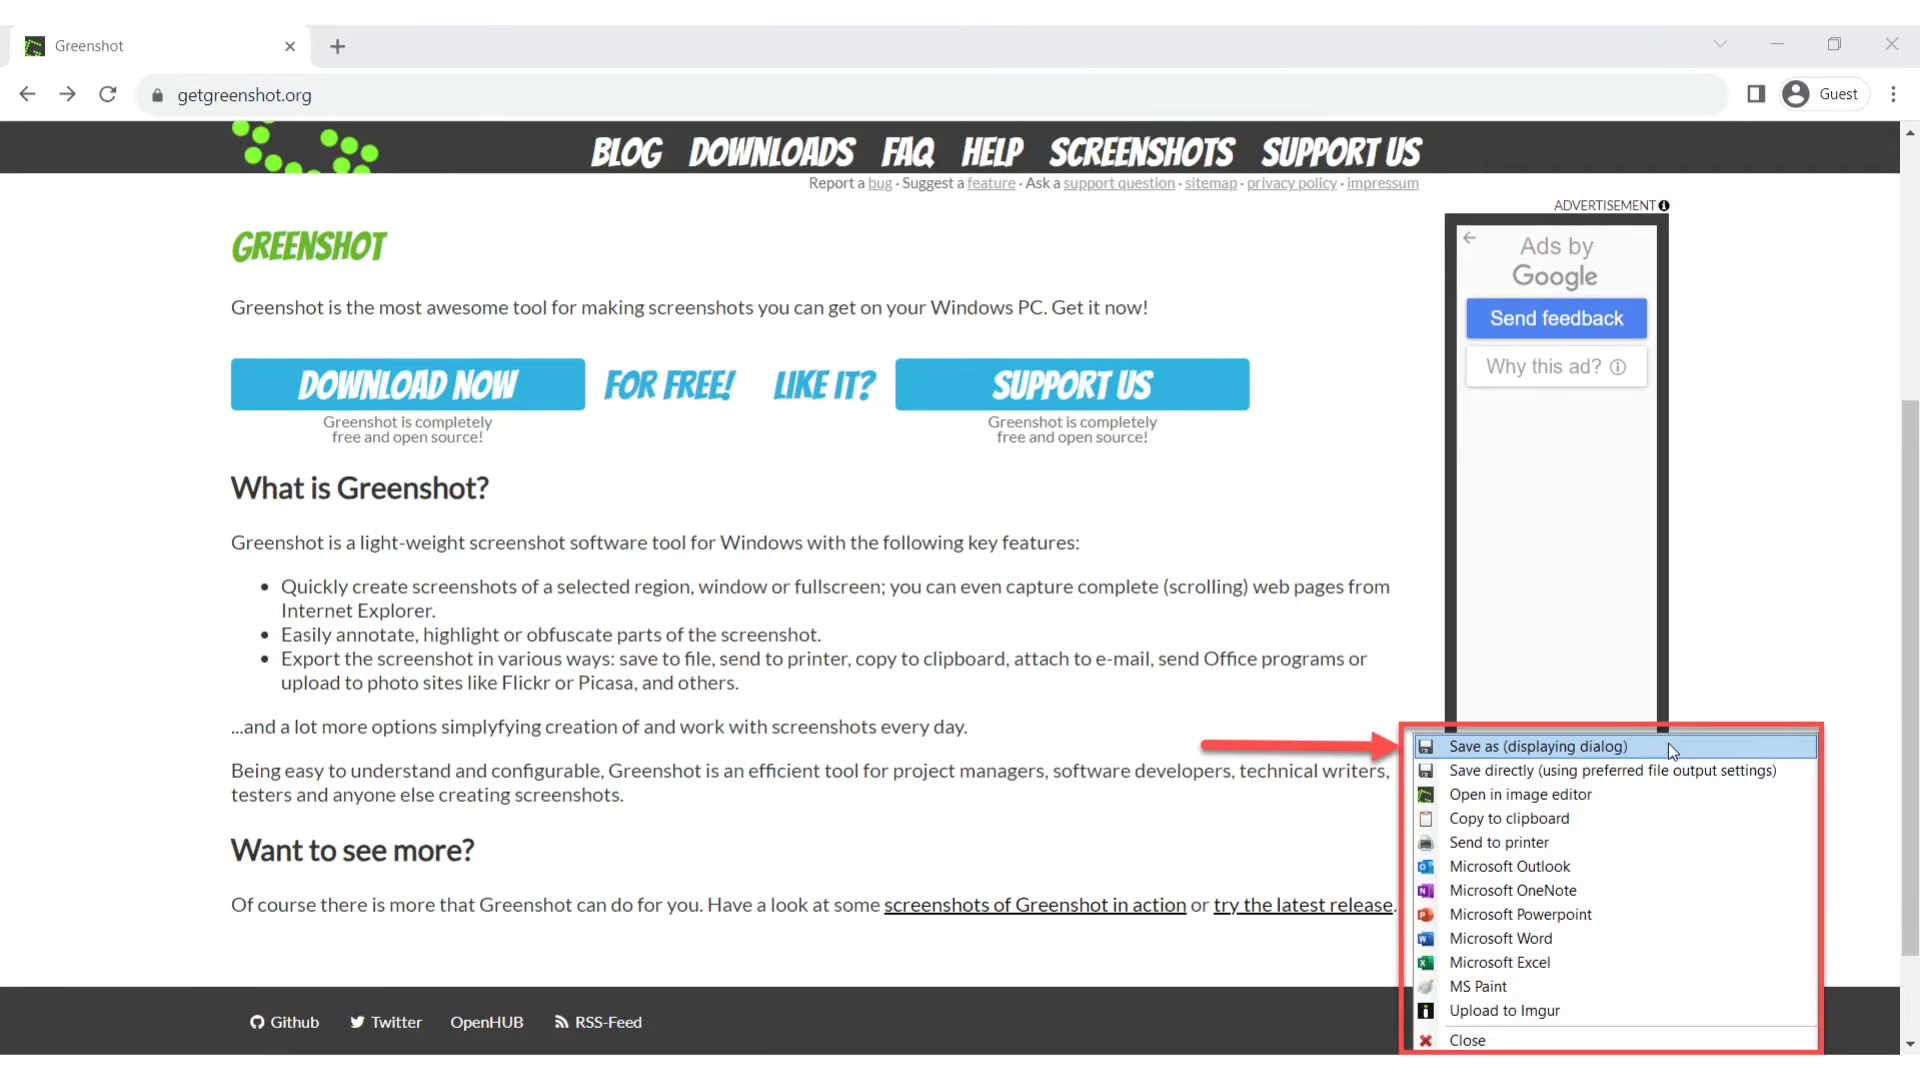 Greenshot
getgreenshot.org
Guest
BLOG DOWNLOADS FAQ HELP SCREENSHOTS SUPPORT US
Report a bug · Suggest a feature · Ask a support question · sitemap · privacy policy · impressum
ADVERTISEMENT
Ads by
Google
Send feedback
Why this ad?
GREENSHOT
Greenshot is the most awesome tool for making screenshots you can get on your Windows PC. Get it now!
DOWNLOAD NOW FOR FREE! LIKE IT? SUPPORT US
Greenshot is completely
free and open source!
Greenshot is completely
free and open source!
What is Greenshot?
Greenshot is a light-weight screenshot software tool for Windows with the following key features:
• Quickly create screenshots of a selected region, window or fullscreen; you can even capture complete (scrolling) web pages from
Internet Explorer.
• Easily annotate, highlight or obfuscate parts of the screenshot.
• Export the screenshot in various ways: save to file, send to printer, copy to clipboard, attach to e-mail, send Office programs or
upload to photo sites like Flickr or Picasa, and others.
...and a lot more options simplyfying creation of and work with screenshots every day.
Being easy to understand and configurable, Greenshot is an efficient tool for project managers, software developers, technical writers,
testers and anyone else creating screenshots.
Want to see more?
Of course there is more that Greenshot can do for you. Have a look at some screenshots of Greenshot in action or try the latest release.
Save as (displaying dialog)
Save directly (using preferred file output settings)
Open in image editor
Copy to clipboard
Send to printer
Microsoft Outlook
Microsoft OneNote
Microsoft Powerpoint
Microsoft Word
Microsoft Excel
MS Paint
Upload to Imgur
Close
Github Twitter OpenHUB RSS-Feed